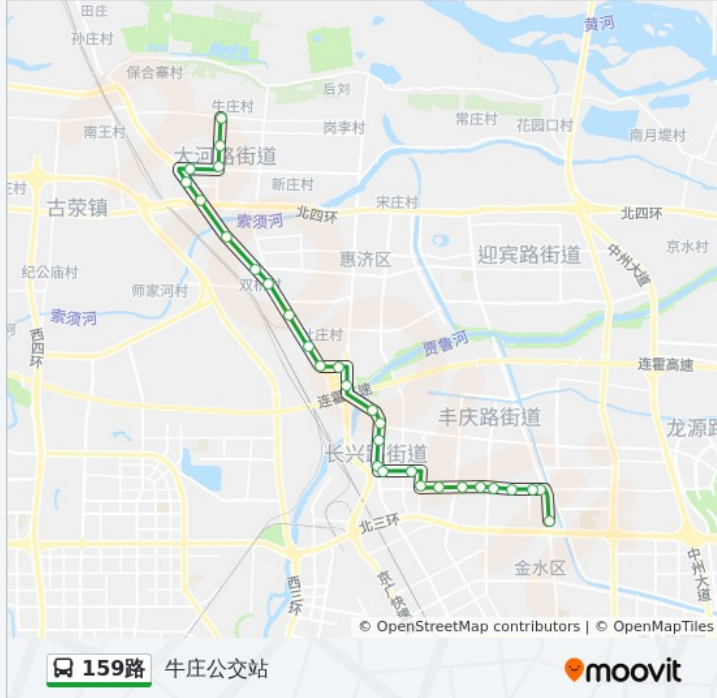 田庄
孙庄村
黄河
保合寨村
后刘
牛庄村
南王村
岗李村
常庄村
花园口村
南月堤村
大河路街道
庄村
新庄村
宋庄村
古荥镇
索须河
北四环
北四环
惠济区
迎宾路街道
中州大道
京水村
纪公庙村
师家河村
双桥村
索须河
河
西四环
杜庄村
贾鲁河
连霍高速
连霍高速
丰庆路街道
龙源路
长兴路街道
北三环
西三环
京广快速
金水区
中州大道
© OpenStreetMap contributors | © OpenMapTiles
159路 牛庄公交站
moovit